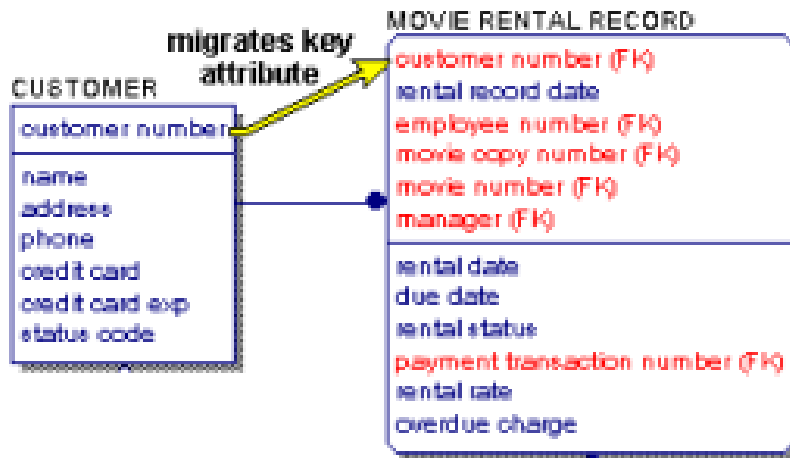 migrates key
attribute
CUSTOMER
customer number
name
address
phone
credit card
credit card exp
status code
MOVIE RENTAL RECORD
customer number (FK)
rental record date
employee number (FK)
movie copy number (FK)
movie number (FK)
manager (FK)
rental date
due date
rental status
payment transaction number (FK)
rental rate
overdue charge